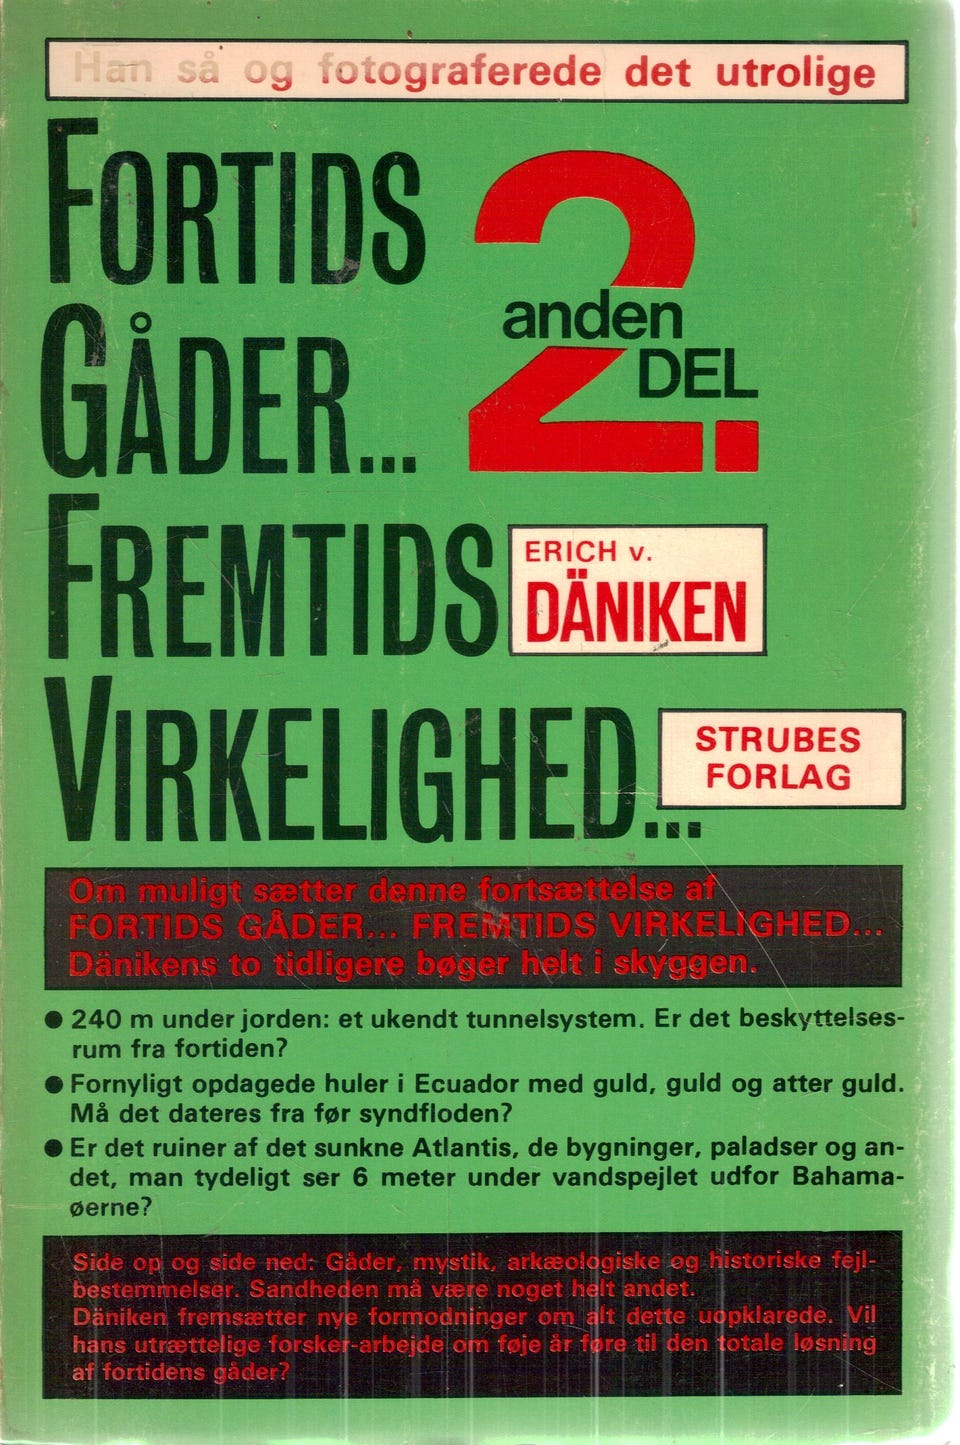 Han så og fotograferede det utrolige
FORTIDS
GÅDER...
2.
anden
DEL
FREMTIDS
ERICH v.
DÄNIKEN
VIRKELIGHED...
STRUBES
FORLAG
Om muligt sætter denne fortsættelse af
FORTIDS GÅDER... FREMTIDS VIRKELIGHED...
Dänikens to tidligere bøger helt i skyggen.
● 240 m under jorden: et ukendt tunnelsystem. Er det beskyttelses-
rum fra fortiden?
● Fornyligt opdagede huler i Ecuador med guld, guld og atter guld.
Må det dateres fra før syndfloden?
● Er det ruiner af det sunkne Atlantis, de bygninger, paladser og an-
det, man tydeligt ser 6 meter under vandspejlet udfor Bahama-
øerne?
Side op og side ned: Gåder, mystik, arkæologiske og historiske fejl-
bestemmelser. Sandheden må være noget helt andet.
Däniken fremsætter nye formodninger om alt dette uopklarede. Vil
hans utrættelige forsker-arbejde om føje år føre til den totale løsning
af fortidens gåder?